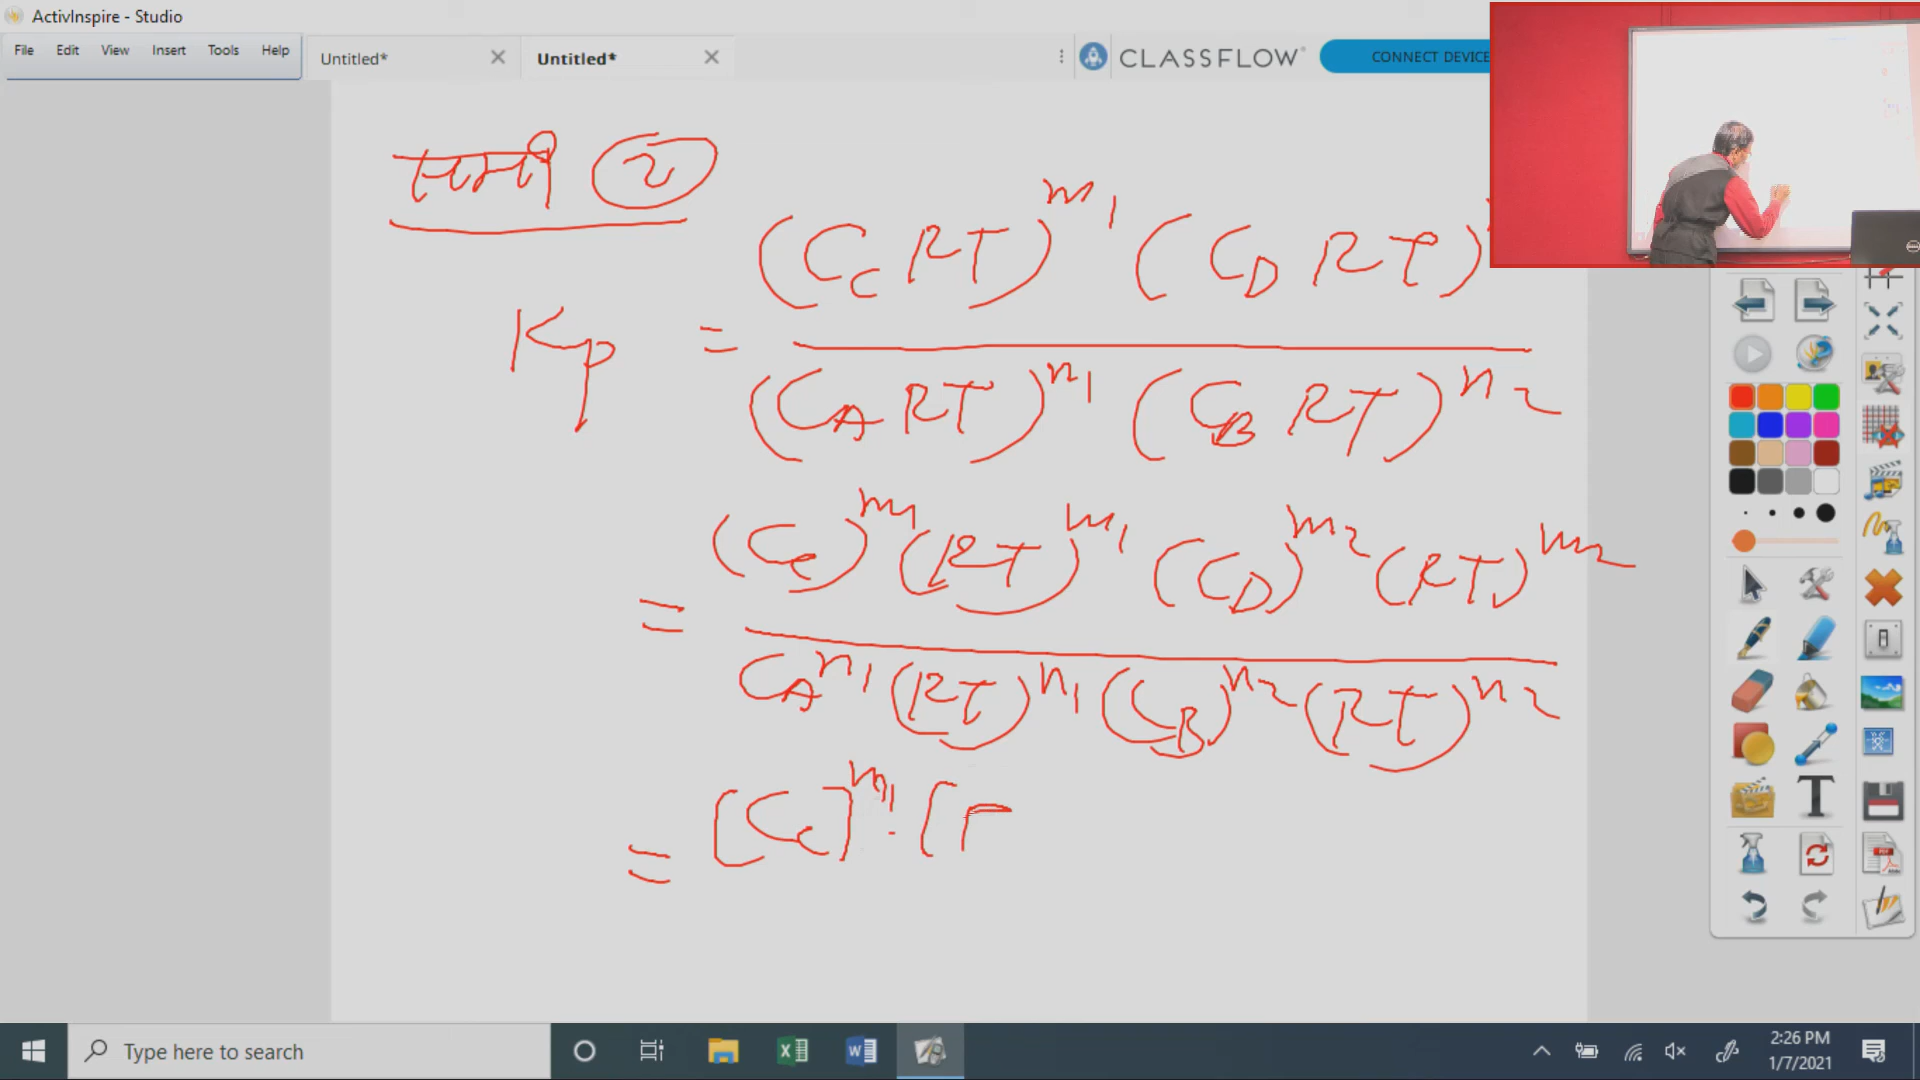 ActivInspire - Studio
File Edit View Insert Tools Help
Untitled* Untitled*
CLASSFLOW CONNECT DEVICE
२
Kp = (C_C RT)^m1 (C_D RT)
(C_A RT)^n1 (C_B RT)^n2
= (C_C)^m1 (RT)^m1 (C_D)^m2 (RT)^m2
C_A^n1 (RT)^n1 (C_B)^n2 (RT)^n2
= [C_C]^m1 · [
Type here to search
2:26 PM
1/7/2021